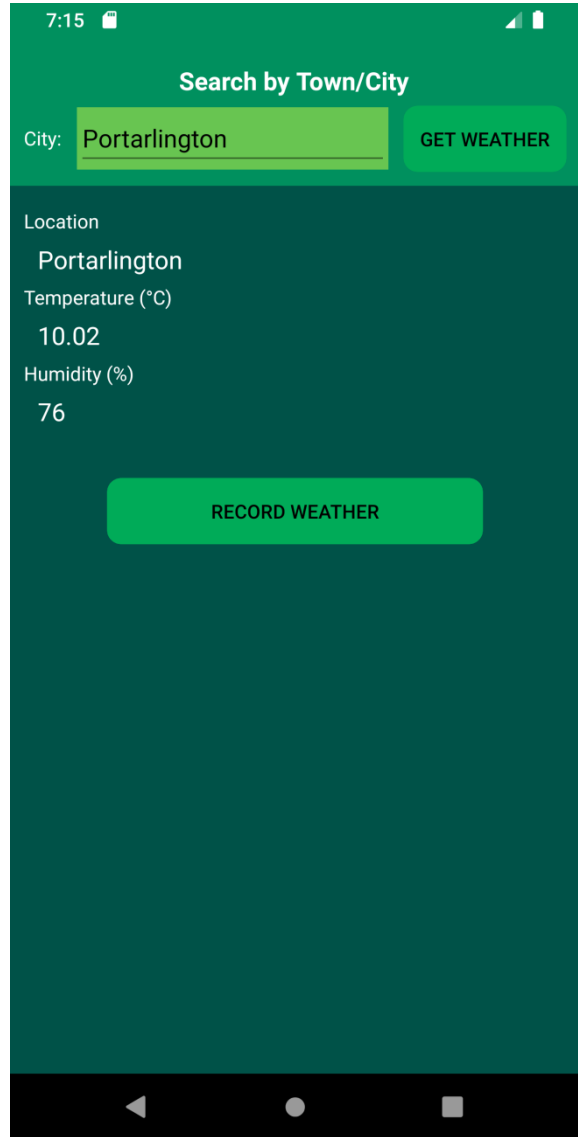 7:15
Search by Town/City
City: Portarlington GET WEATHER
Location
Portarlington
Temperature (°C)
10.02
Humidity (%)
76
RECORD WEATHER